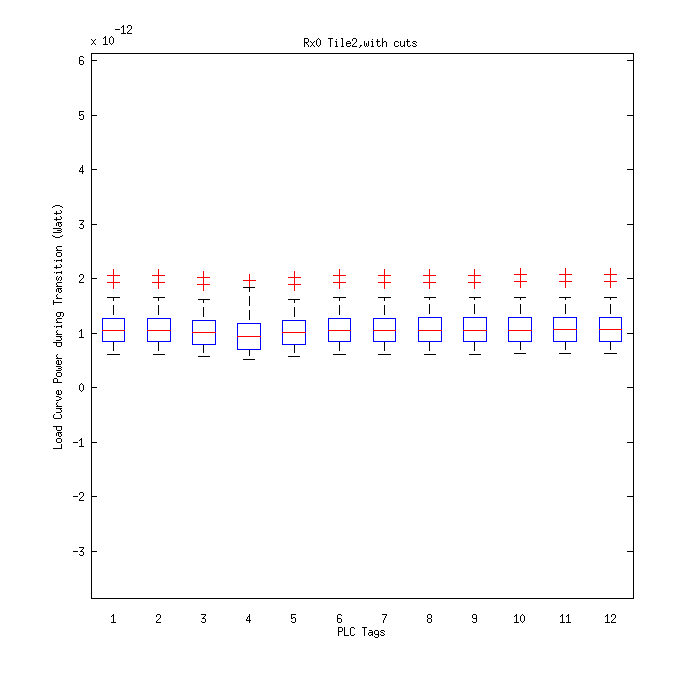 x 10^-12
Rx0 Tile2,with cuts
6
5
4
3
2
1
0
-1
-2
-3
Load Curve Power during Transition (Watt)
1 2 3 4 5 6 7 8 9 10 11 12
PLC Tags